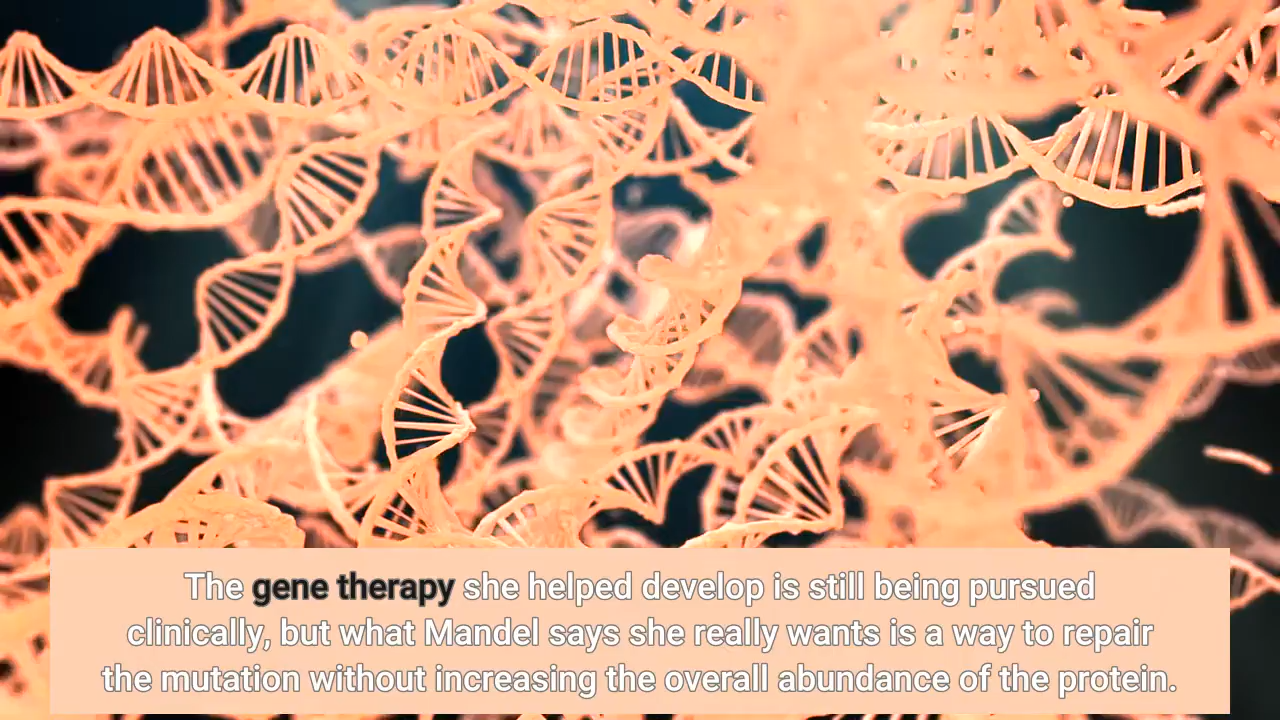 The gene therapy she helped develop is still being pursued
clinically, but what Mandel says she really wants is a way to repair
the mutation without increasing the overall abundance of the protein.